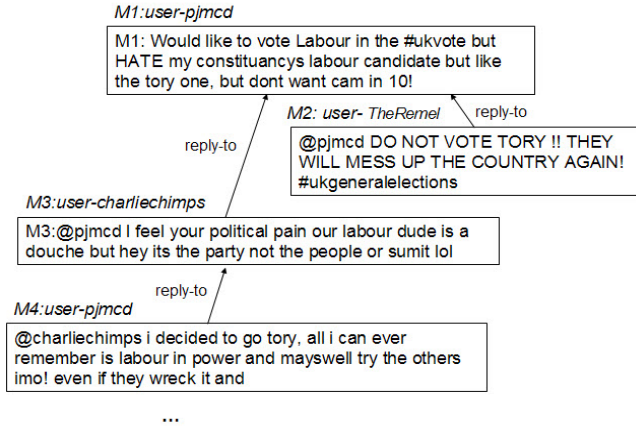 M1:user-pjmcd
M1: Would like to vote Labour in the #ukvote but
HATE my constituancys labour candidate but like
the tory one, but dont want cam in 10!
M2: user- TheRemel
reply-to
reply-to
@pjmcd DO NOT VOTE TORY !! THEY
WILL MESS UP THE COUNTRY AGAIN!
#ukgeneralelections
M3:user-charliechimps
M3:@pjmcd I feel your political pain our labour dude is a
douche but hey its the party not the people or sumit lol
reply-to
M4:user-pjmcd
@charliechimps i decided to go tory, all i can ever
remember is labour in power and mayswell try the others
imo! even if they wreck it and
...